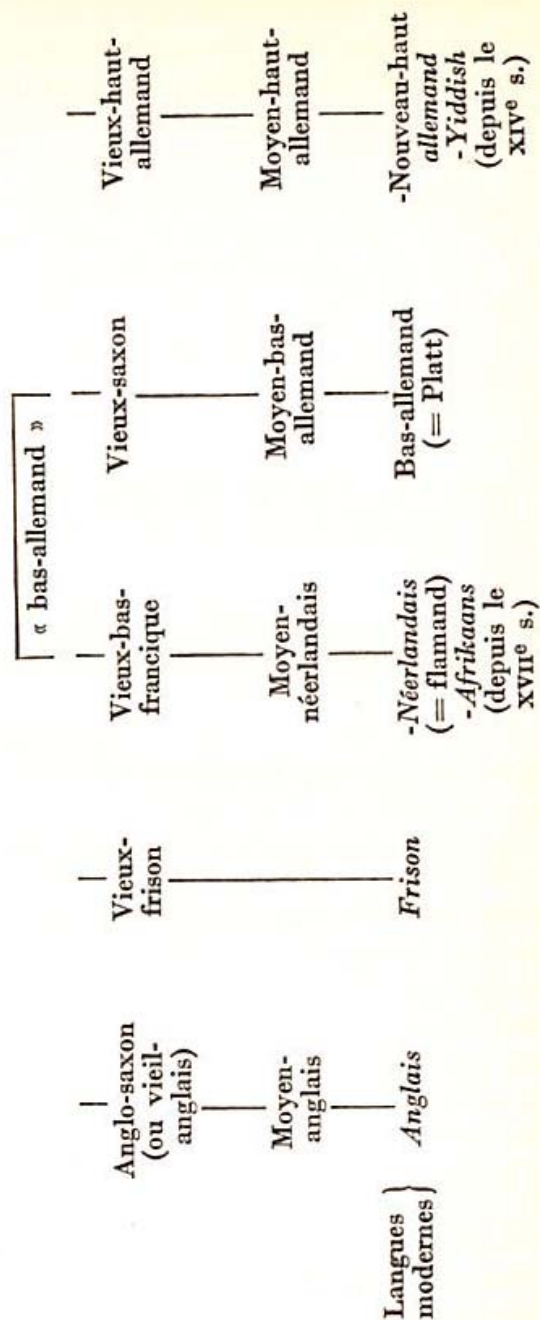 « bas-allemand »
Anglo-saxon
(ou vieil-
anglais)
Vieux-
frison
Vieux-bas-
francique
Vieux-saxon
Vieux-haut-
allemand
Moyen-
anglais
Moyen-
néerlandais
Moyen-bas-
allemand
Moyen-haut-
allemand
Langues
modernes
Anglais
Frison
-Néerlandais
(= flamand)
-Afrikaans
(depuis le
XVIIe s.)
Bas-allemand
(= Platt)
-Nouveau-haut
allemand
-Yiddish
(depuis le
XIVe s.)